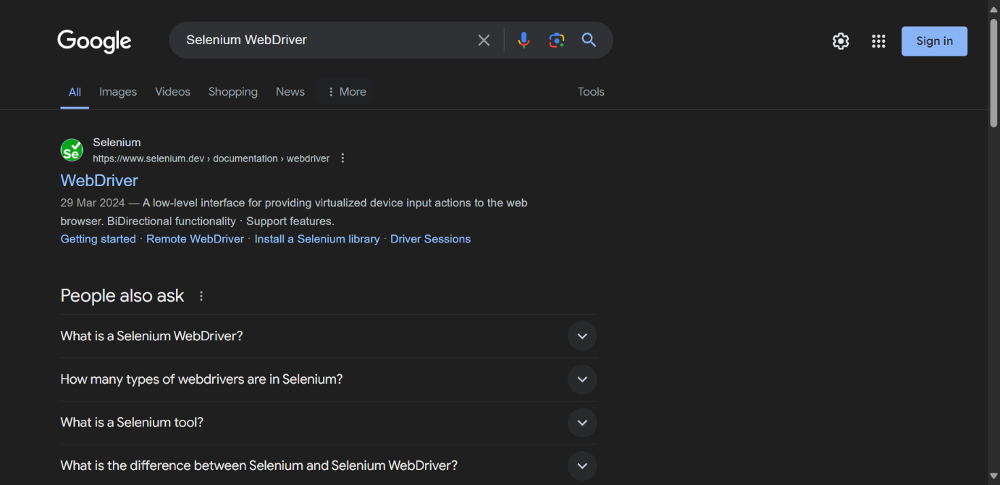 Google
Selenium WebDriver
Sign in
All Images Videos Shopping News More Tools
Se
Selenium
https://www.selenium.dev › documentation › webdriver
WebDriver
29 Mar 2024 — A low-level interface for providing virtualized device input actions to the web
browser. BiDirectional functionality · Support features.
Getting started · Remote WebDriver · Install a Selenium library · Driver Sessions
People also ask
What is a Selenium WebDriver?
How many types of webdrivers are in Selenium?
What is a Selenium tool?
What is the difference between Selenium and Selenium WebDriver?